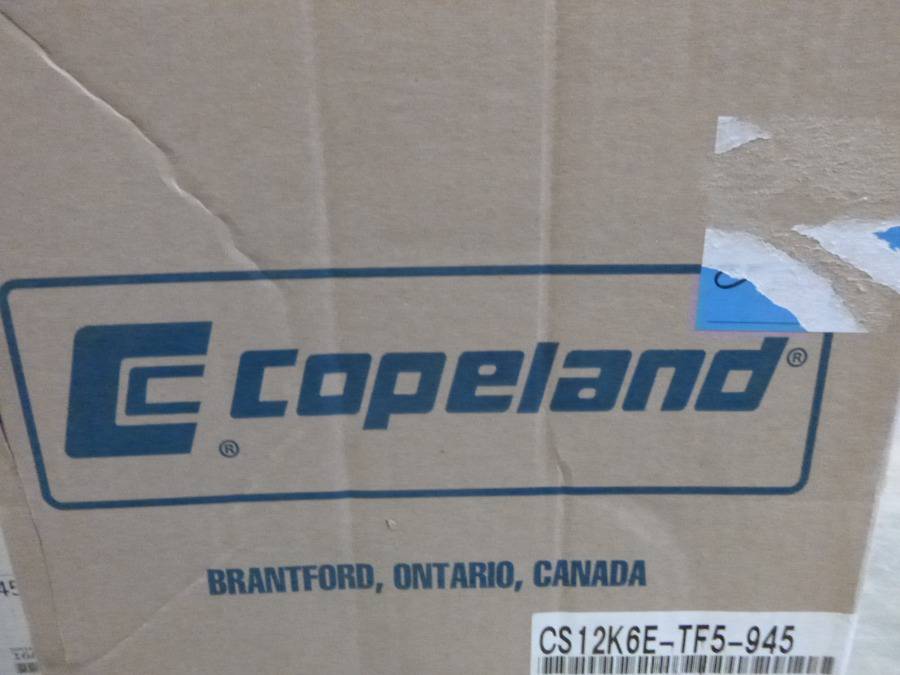 Copeland®
®
BRANTFORD, ONTARIO, CANADA
CS12K6E-TF5-945